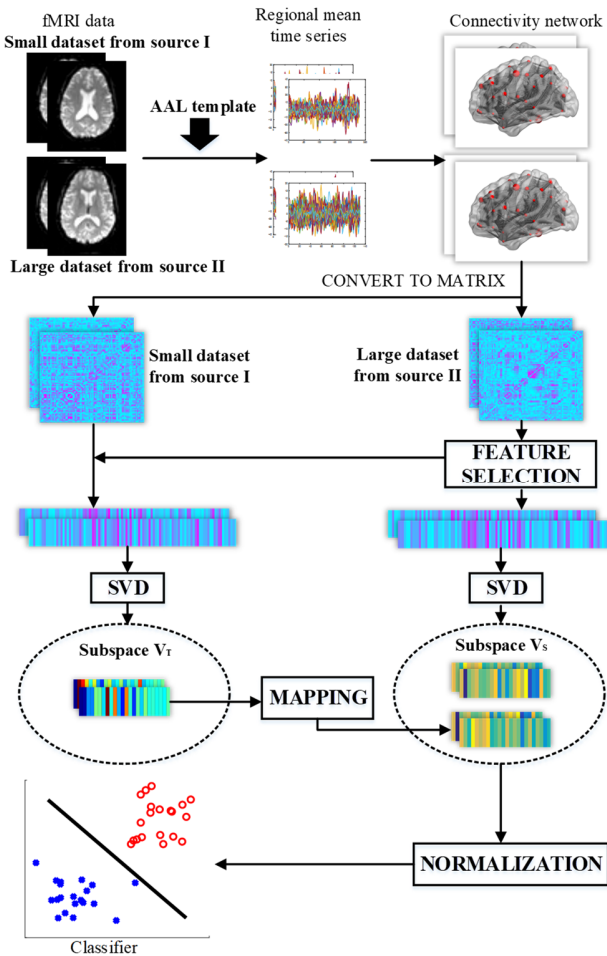 fMRI data
Small dataset from source I
Regional mean
time series
Connectivity network
AAL template
Large dataset from source II
CONVERT TO MATRIX
Small dataset
from source I
Large dataset
from source II
FEATURE
SELECTION
SVD
SVD
Subspace VT
Subspace VS
MAPPING
NORMALIZATION
Classifier